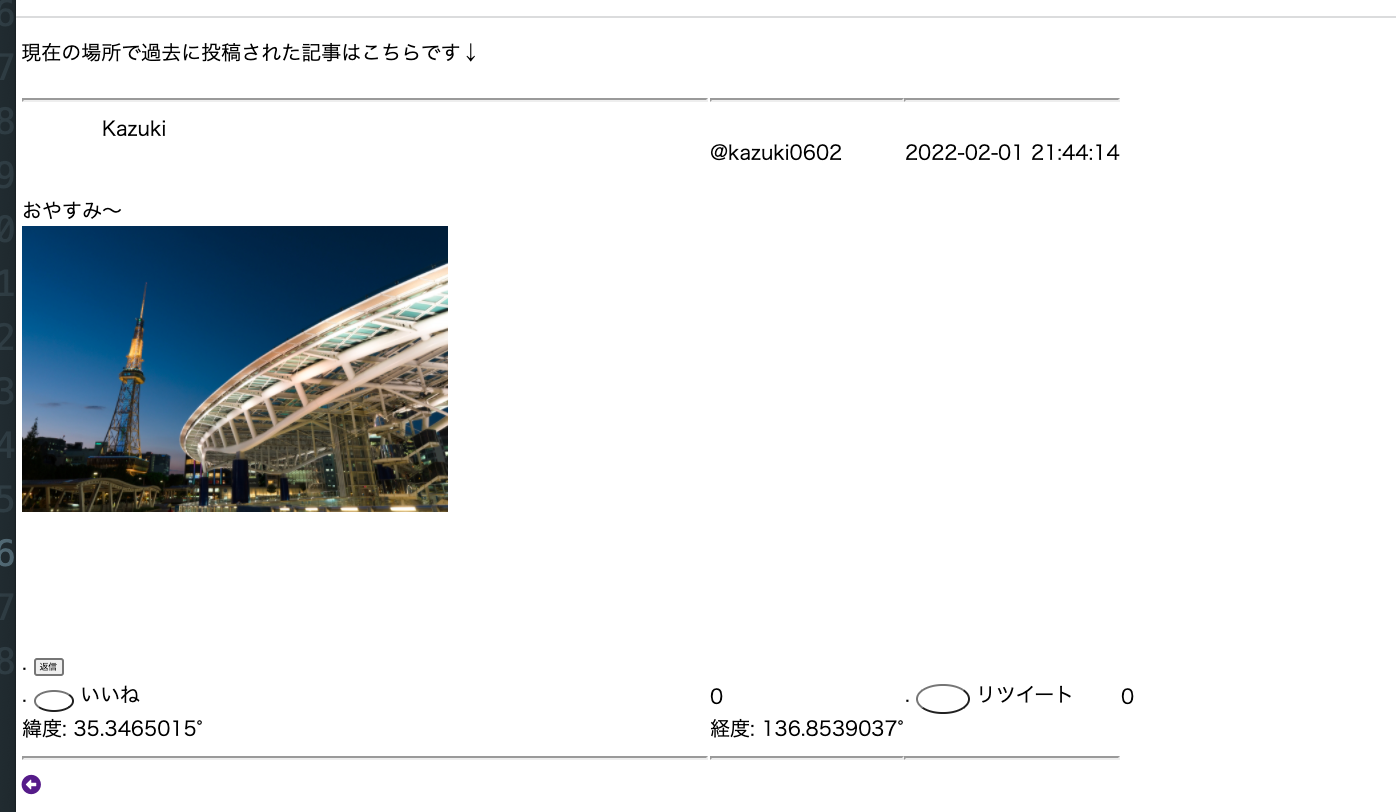 現在の場所で過去に投稿された記事はこちらです↓
Kazuki
@kazuki0602 2022-02-01 21:44:14
おやすみ〜
. 返信
. いいね 0 . リツイート 0
緯度: 35.3465015° 経度: 136.8539037°